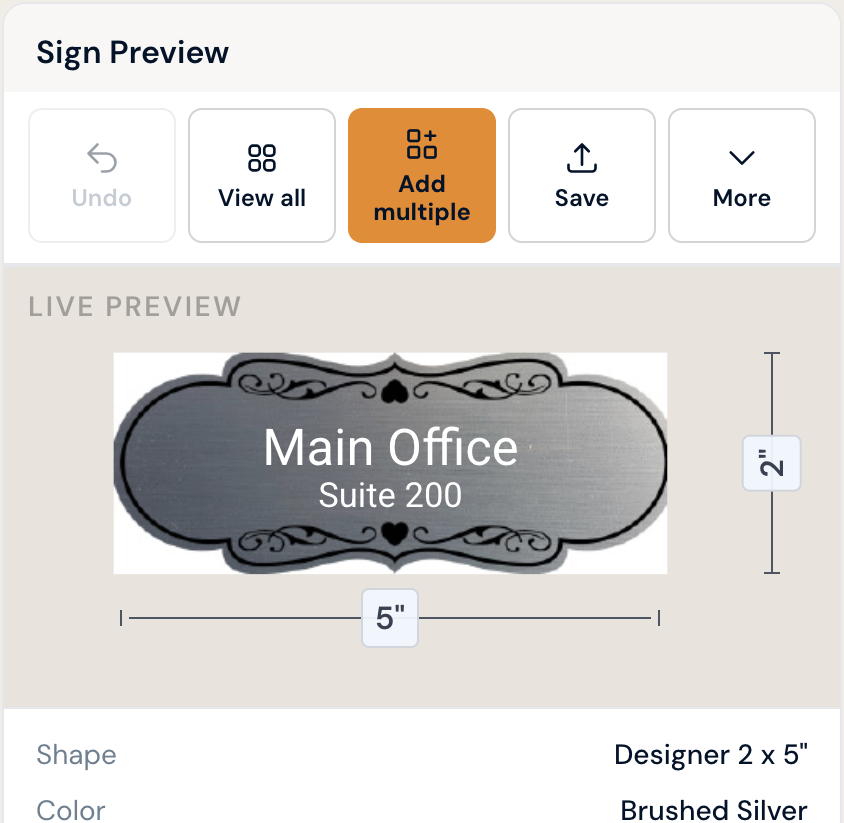 Sign Preview
Undo
View all
Add
multiple
Save
More
LIVE PREVIEW
Main Office
Suite 200
2"
5"
Shape
Designer 2 x 5"
Color
Brushed Silver